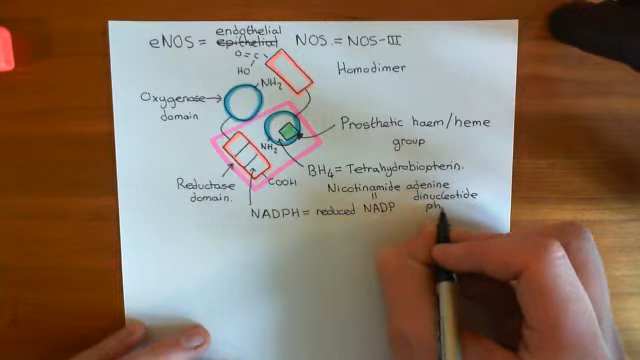 endothelial
eNOS = epithelial NOS = NOS-III
O = C
HO
NH2
Homodimer
Oxygenase
domain
Prosthetic haem/heme
group
NH2
BH4 = Tetrahydrobiopterin.
COOH
Reductase
domain.
Nicotinamide adenine
dinucleotide
NADPH = reduced NADP
ph